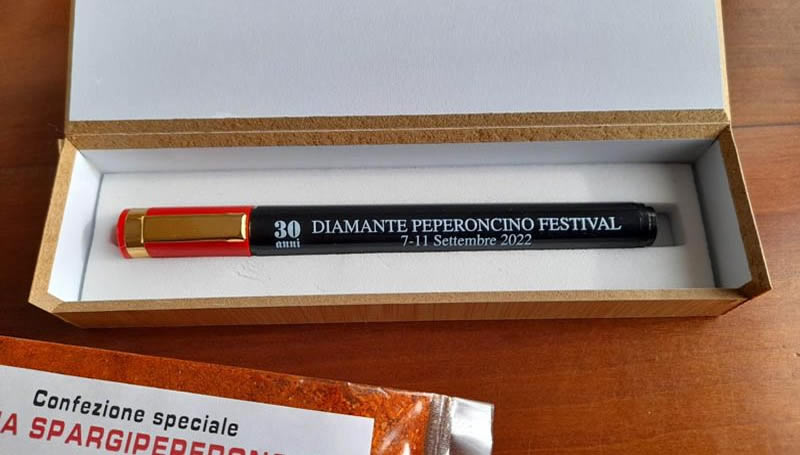 30
anni
DIAMANTE PEPERONCINO FESTIVAL
7-11 Settembre 2022
Confezione speciale